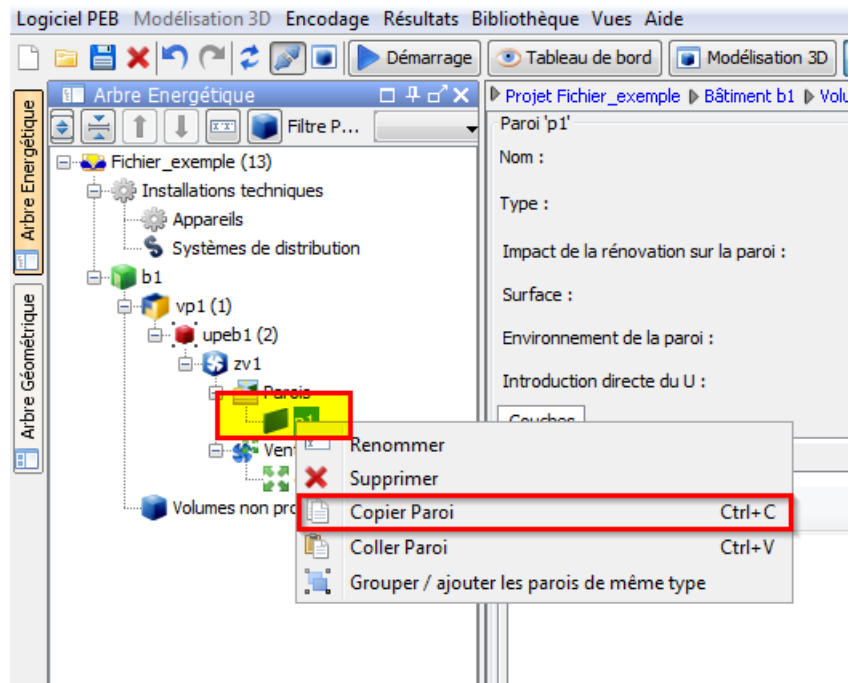 Logiciel PEB Modélisation 3D Encodage Résultats Bibliothèque Vues Aide
Démarrage Tableau de bord Modélisation 3D
Arbre Energétique
Projet Fichier_exemple Bâtiment b1 Volu
Filtre P...
Paroi 'p1'
Fichier_exemple (13)
Nom :
Installations techniques
Appareils
Type :
Systèmes de distribution
Impact de la rénovation sur la paroi :
b1
Surface :
vp1 (1)
upeb1 (2)
Environnement de la paroi :
zv1
Introduction directe du U :
Parois
p1
Couches
Vent
Volumes non pro
Renommer
Supprimer
Copier Paroi Ctrl+C
Coller Paroi Ctrl+V
Grouper / ajouter les parois de même type
Arbre Energétique
Arbre Géométrique